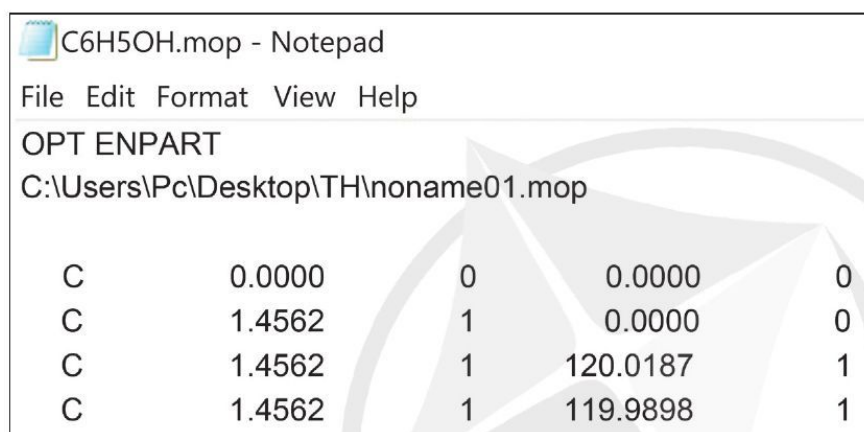 C6H5OH.mop - Notepad
File Edit Format View Help
OPT ENPART
C:\Users\Pc\Desktop\TH\noname01.mop
C 0.0000 0 0.0000 0
C 1.4562 1 0.0000 0
C 1.4562 1 120.0187 1
C 1.4562 1 119.9898 1